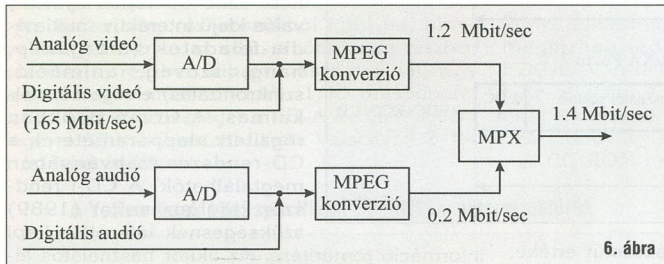 Analóg videó
A/D
MPEG
konverzió
1.2 Mbit/sec
Digitális videó
(165 Mbit/sec)
MPX
1.4 Mbit/sec
Analóg audió
A/D
MPEG
konverzió
0.2 Mbit/sec
Digitális audió
6. ábra